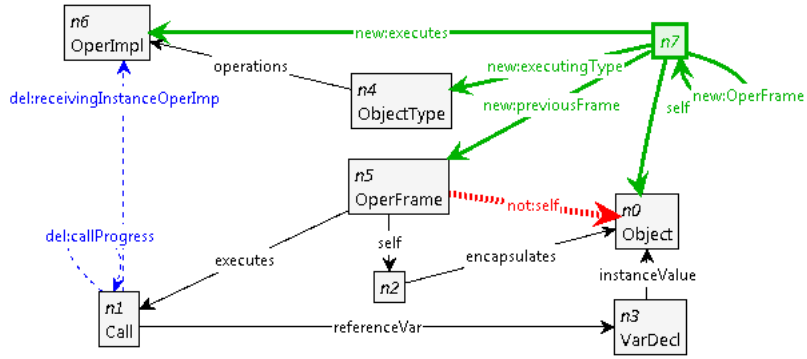 n6
OperImpl
new:executes
n7
operations
new:executingType
del:receivingInstanceOperImp
n4
ObjectType
new:previousFrame
self
new:OperFrame
n5
OperFrame
not:self
n0
Object
del:callProgress
self
executes
encapsulates
n2
instanceValue
n1
Call
referenceVar
n3
VarDecl